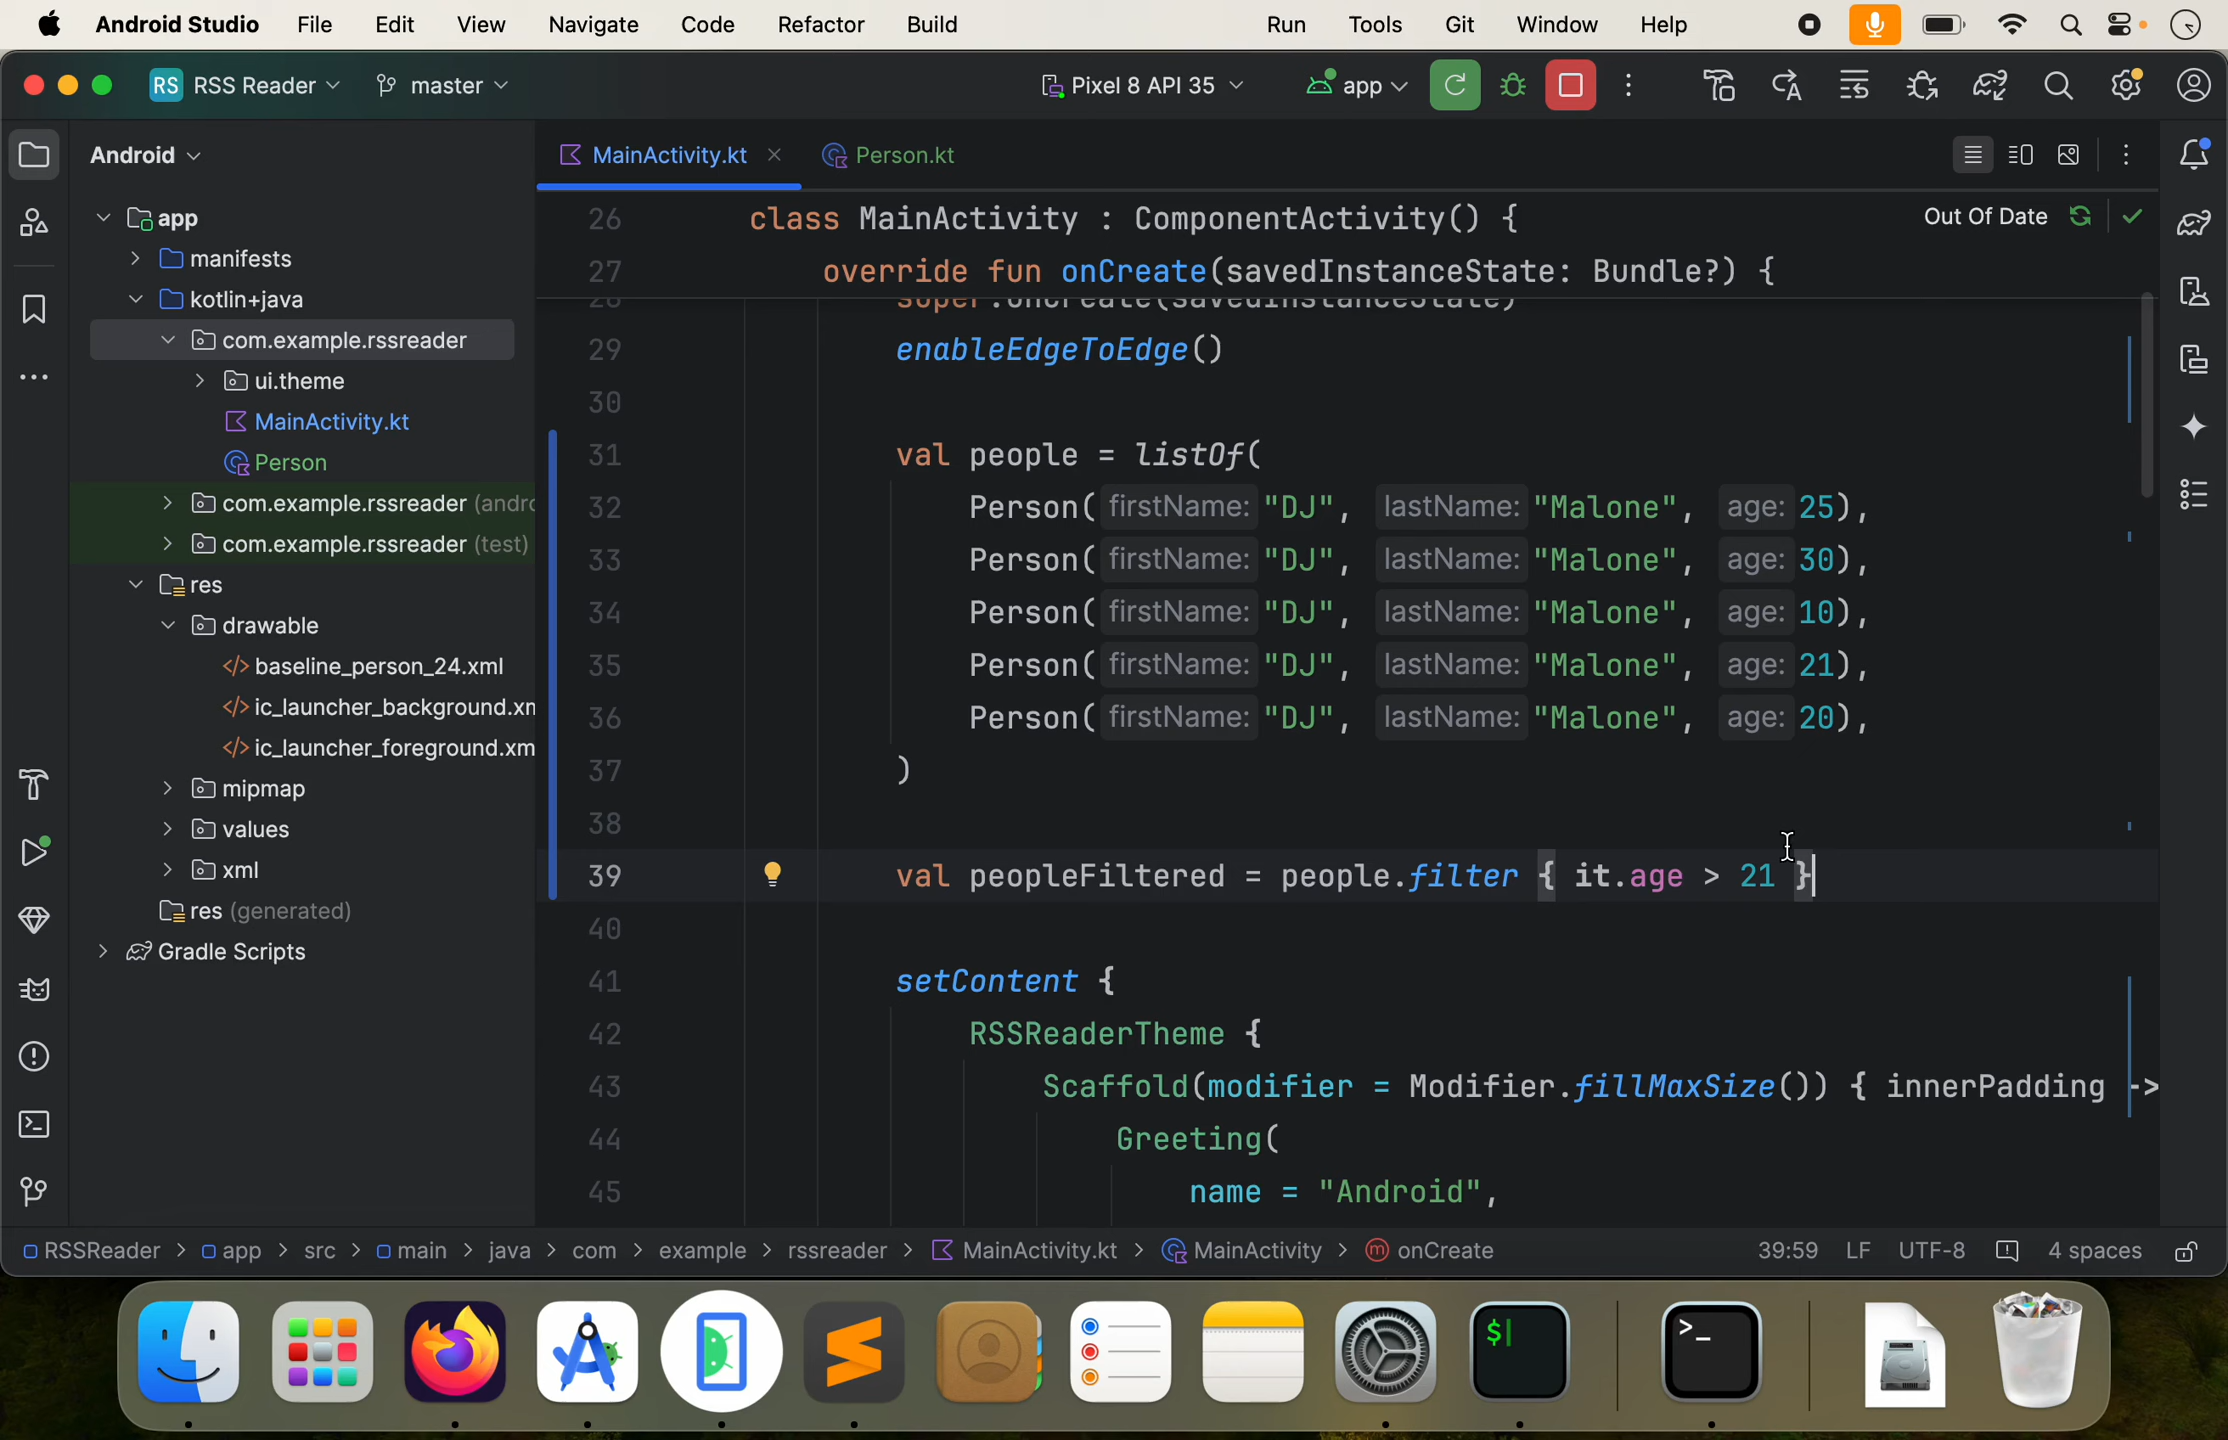 Android Studio File Edit View Navigate Code Refactor Build Run Tools Git Window Help
RS RSS Reader master Pixel 8 API 35 app
Android
MainActivity.kt Person.kt
app
manifests
kotlin+java
com.example.rssreader
ui.theme
MainActivity.kt
Person
com.example.rssreader (andro
com.example.rssreader (test)
res
drawable
</> baseline_person_24.xml
</> ic_launcher_background.xm
</> ic_launcher_foreground.xm
mipmap
values
xml
res (generated)
Gradle Scripts
Out Of Date
26 class MainActivity : ComponentActivity() {
27 override fun onCreate(savedInstanceState: Bundle?) {
28 super.onCreate(savedInstanceState)
29 enableEdgeToEdge()
30
31 val people = listOf(
32 Person( firstName: "DJ", lastName: "Malone", age: 25),
33 Person( firstName: "DJ", lastName: "Malone", age: 30),
34 Person( firstName: "DJ", lastName: "Malone", age: 10),
35 Person( firstName: "DJ", lastName: "Malone", age: 21),
36 Person( firstName: "DJ", lastName: "Malone", age: 20),
37 )
38
39 val peopleFiltered = people.filter { it.age > 21 }
40
41 setContent {
42 RSSReaderTheme {
43 Scaffold(modifier = Modifier.fillMaxSize()) { innerPadding ->
44 Greeting(
45 name = "Android",
RSSReader > app > src > main > java > com > example > rssreader > MainActivity.kt > MainActivity > m onCreate 39:59 LF UTF-8 4 spaces
$
>_